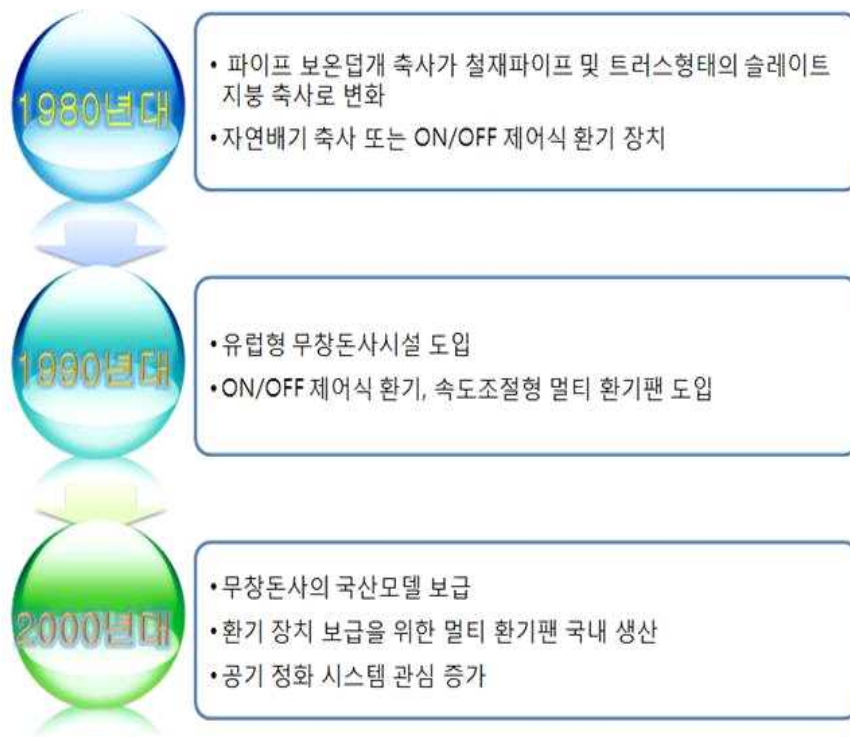 1980년대
• 파이프 보온덥개 축사가 철재파이프 및 트러스형태의 슬레이트
지붕 축사로 변화
•자연배기 축사 또는 ON/OFF 제어식 환기 장치
1990년대
•유럽형 무창돈사시설 도입
•ON/OFF 제어식 환기, 속도조절형 멀티 환기팬 도입
2000년대
•무창돈사의 국산모델 보급
•환기 장치 보급을 위한 멀티 환기팬 국내 생산
•공기 정화 시스템 관심 증가